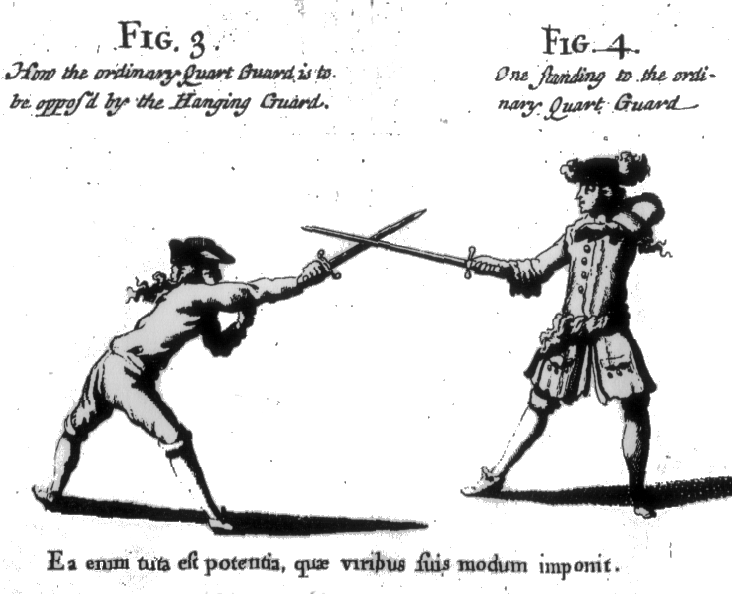 FIG. 3.
How the ordinary Quart Guard is to
be oppos'd by the Hanging Guard.
FIG. 4.
One standing to the ordi-
nary Quart Guard
Ea enim tuta est potentia, quæ viribus suis modum imponit.